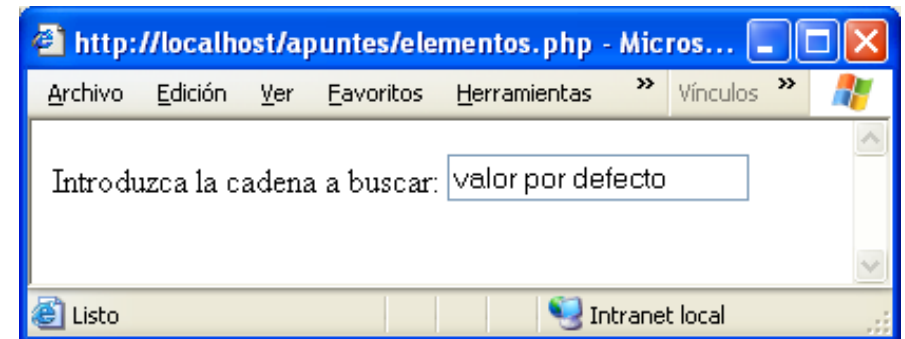 http://localhost/apuntes/elementos.php - Micros...
Archivo Edición Ver Favoritos Herramientas » Vínculos »
Introduzca la cadena a buscar: valor por defecto
Listo Intranet local